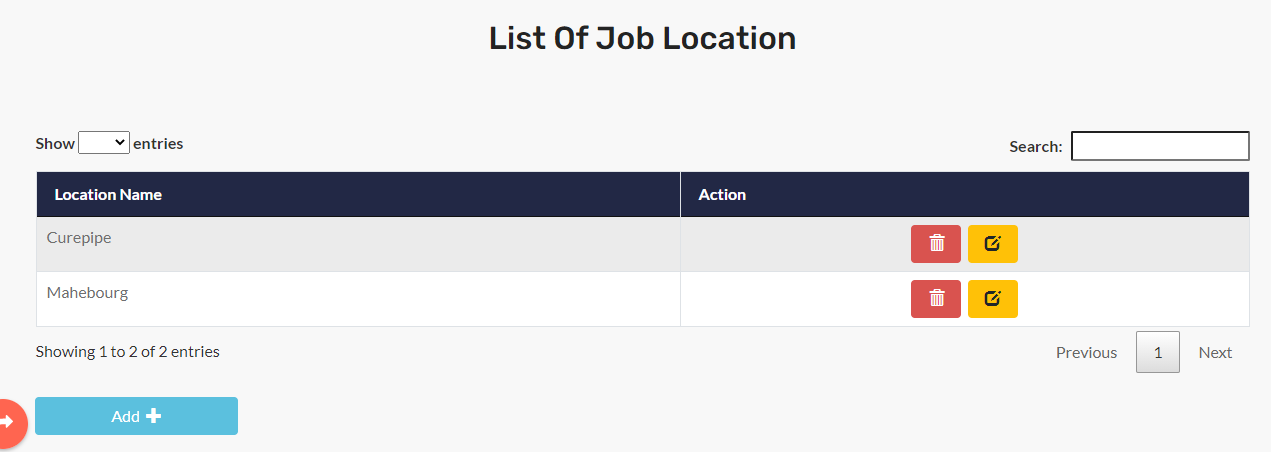 List Of Job Location
Show entries
Search:
Location Name Action
Curepipe
Mahebourg
Showing 1 to 2 of 2 entries
Previous 1 Next
Add